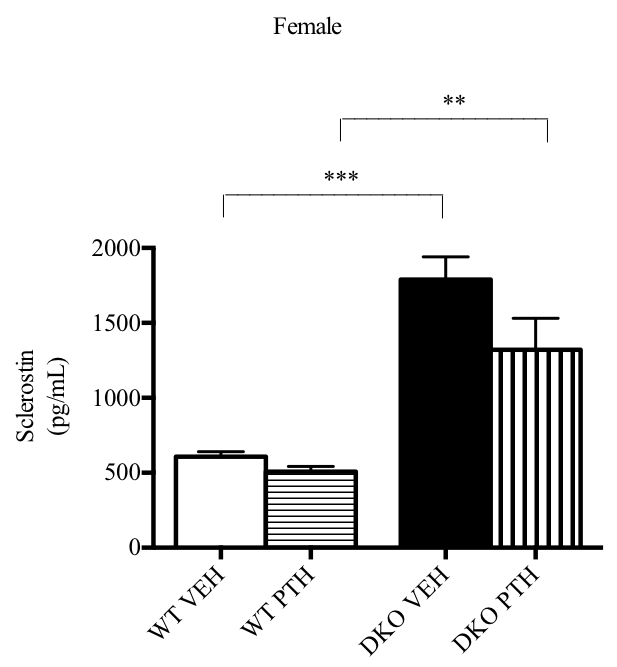 Female
**
***
2000
1500
1000
500
0
Sclerostin
(pg/mL)
WT VEH
WT PTH
DKO VEH
DKO PTH